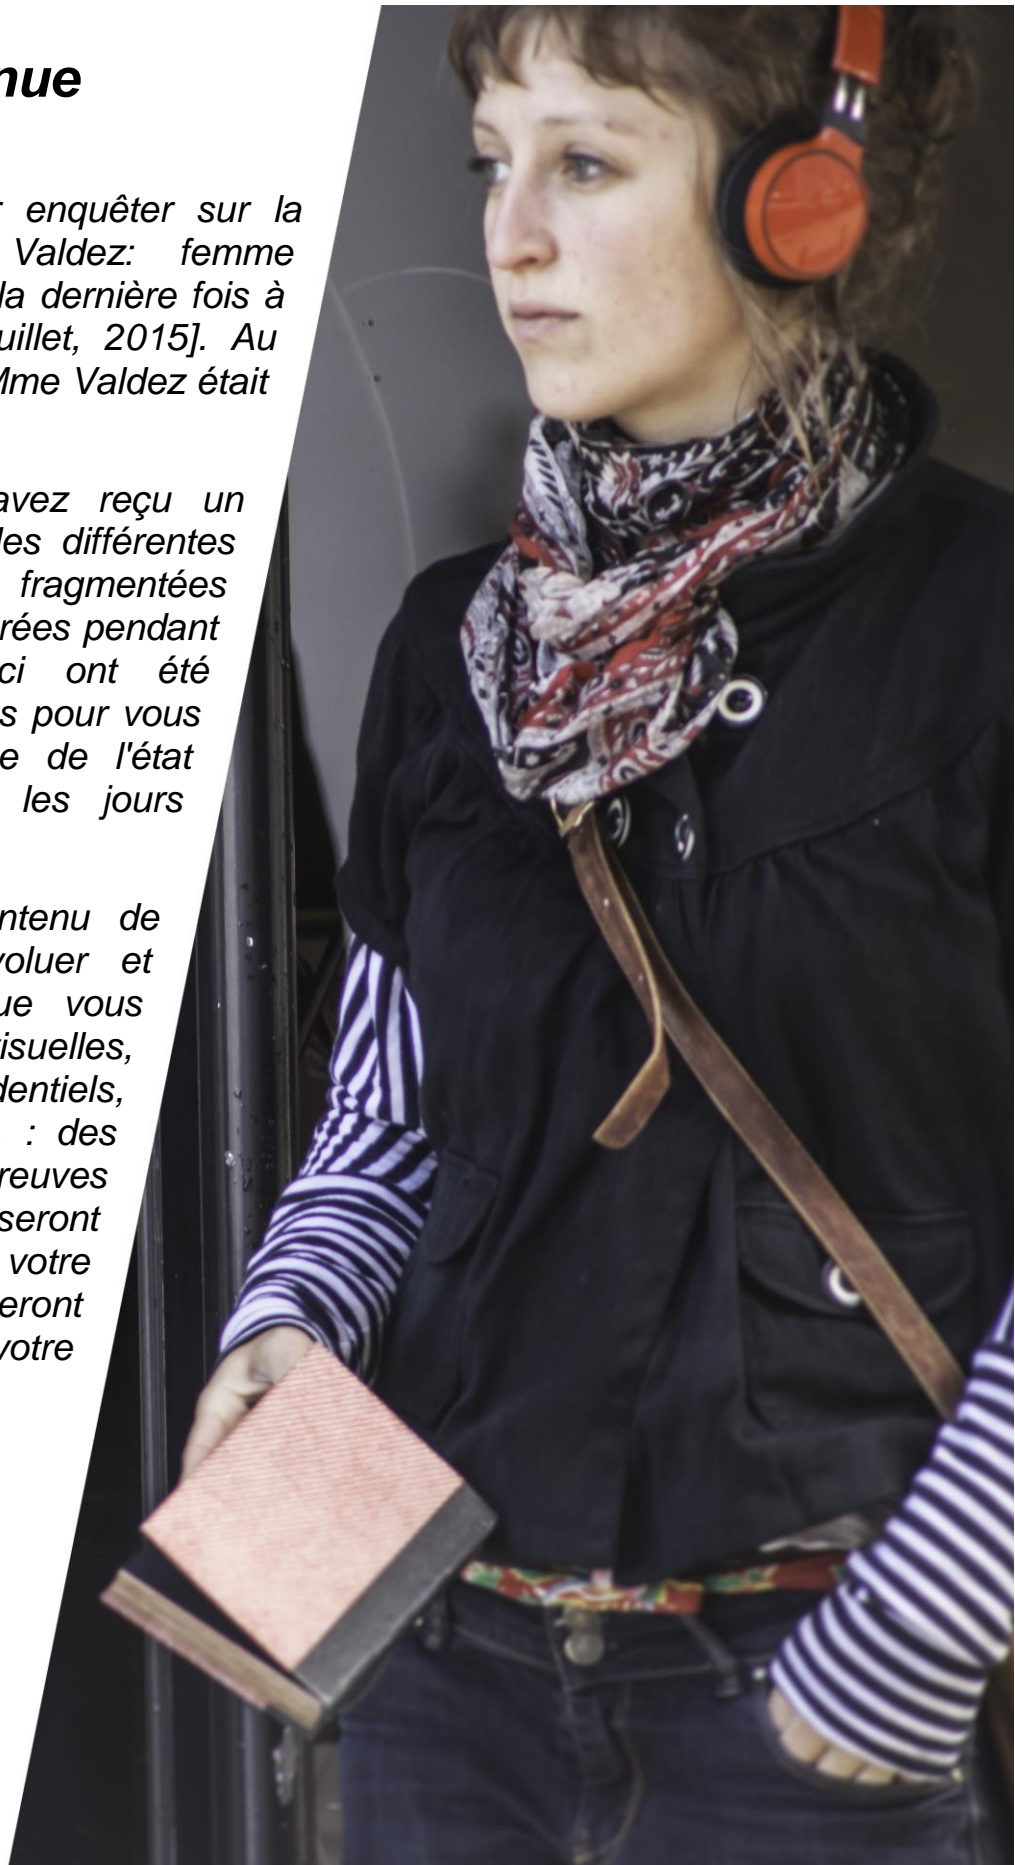 nue
r enquêter sur la
Valdez: femme
la dernière fois à
uillet, 2015]. Au
Mme Valdez était
avez reçu un
les différentes
fragmentées
rées pendant
ci ont été
s pour vous
e de l'état
les jours
ntenu de
voluer et
ue vous
isuelles,
dentiels,
. : des
reuves
seront
votre
eront
votre